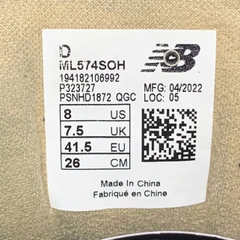 D
ML574SOH
194182106992
P323727
PSNHD1872 QGC
MFG: 04/2022
LOC: 05
8 US
7.5 UK
41.5 EU
26 CM
Made in China
Fabriqué en Chine